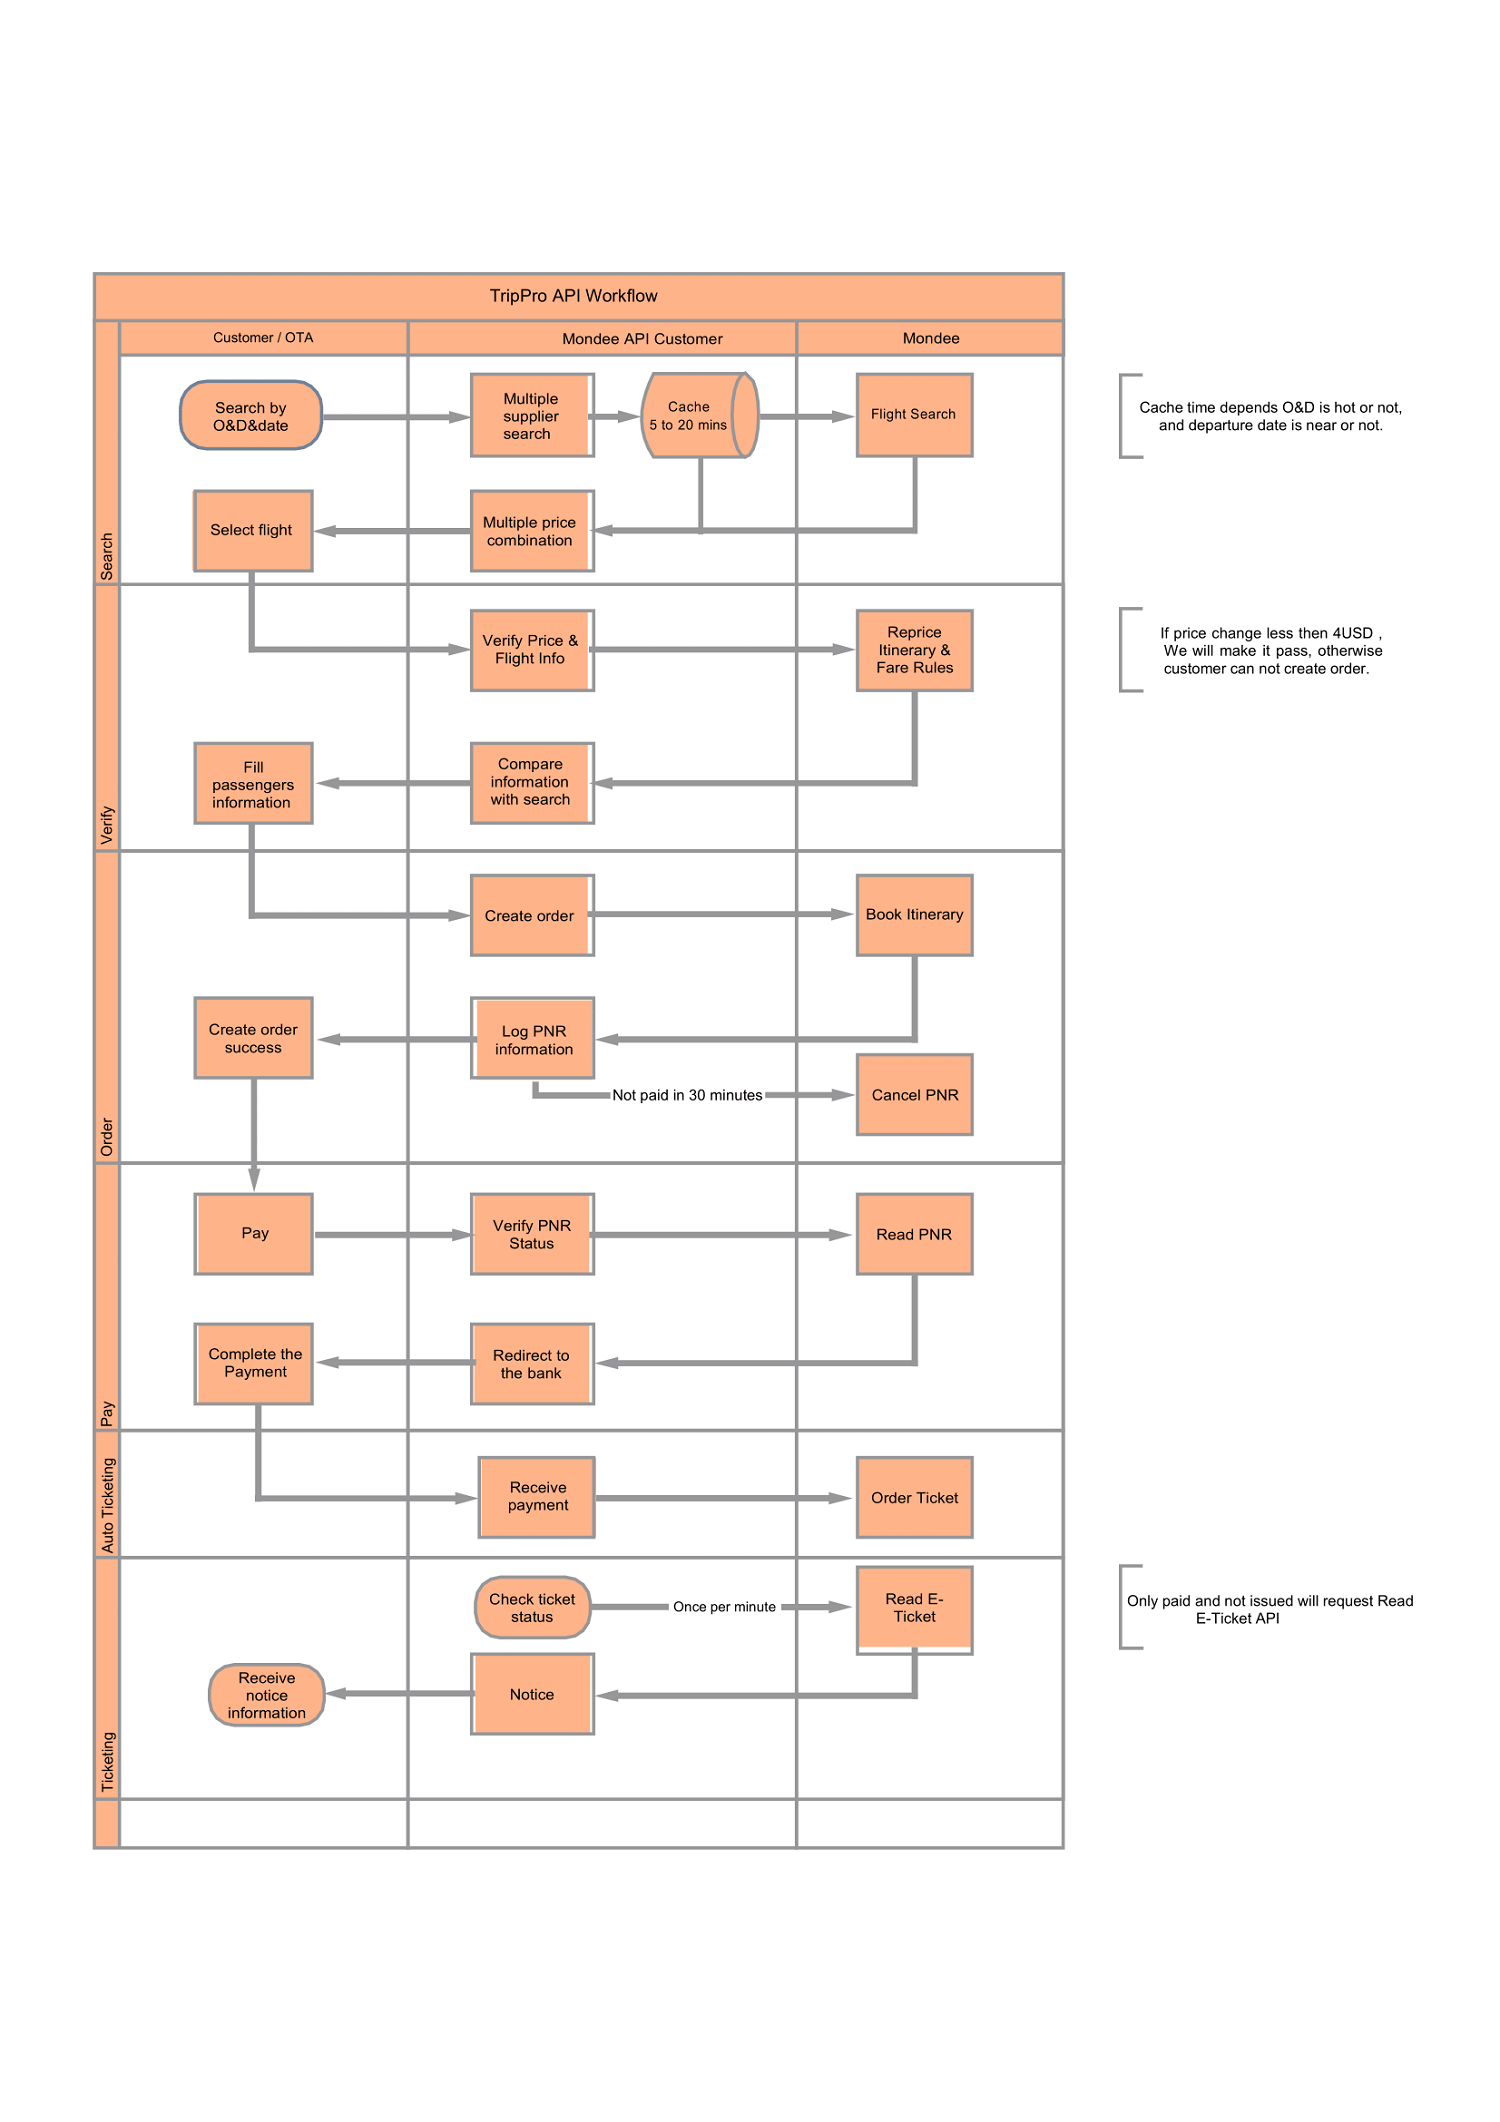 TripPro API Workflow
Customer / OTA
Mondee API Customer
Mondee
Search
Search by
O&D&date
Multiple
supplier
search
Cache
5 to 20 mins
Flight Search
Cache time depends O&D is hot or not,
and departure date is near or not.
Select flight
Multiple price
combination
Verify
Verify Price &
Flight Info
Reprice
Itinerary &
Fare Rules
If price change less then 4USD ,
We will make it pass, otherwise
customer can not create order.
Fill
passengers
information
Compare
information
with search
Order
Create order
Book Itinerary
Create order
success
Log PNR
information
Not paid in 30 minutes
Cancel PNR
Pay
Pay
Verify PNR
Status
Read PNR
Complete the
Payment
Redirect to
the bank
Auto Ticketing
Receive
payment
Order Ticket
Ticketing
Check ticket
status
Once per minute
Read E-
Ticket
Only paid and not issued will request Read
E-Ticket API
Receive
notice
information
Notice